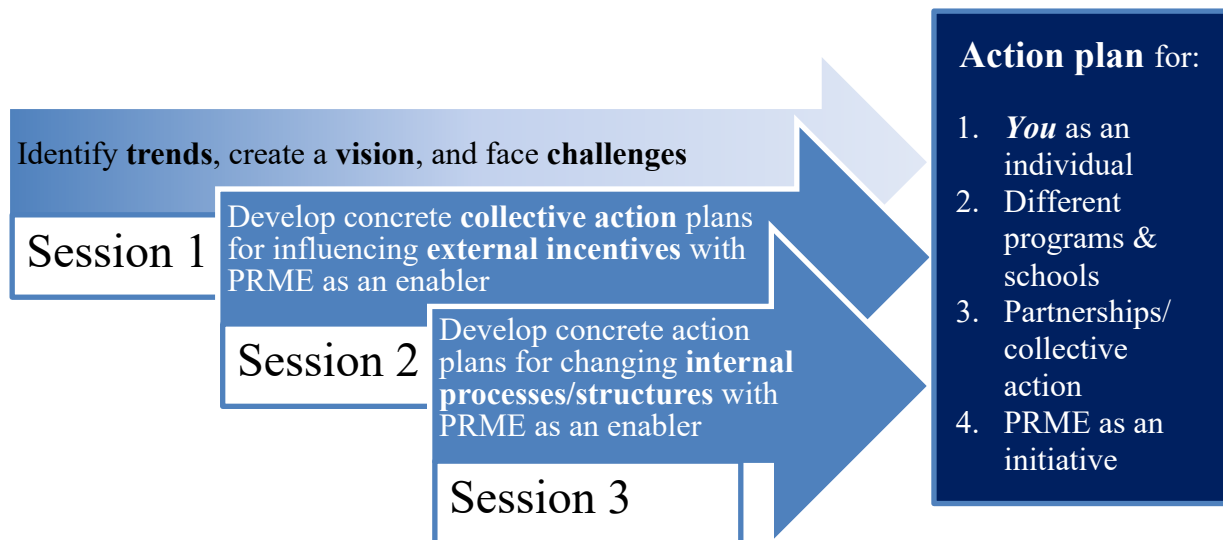 Identify trends, create a vision, and face challenges
Session 1
Develop concrete collective action plans
for influencing external incentives with
PRME as an enabler
Session 2
Develop concrete action
plans for changing internal
processes/structures with
PRME as an enabler
Session 3
Action plan for:
1. You as an
individual
2. Different
programs &
schools
3. Partnerships/
collective
action
4. PRME as an
initiative